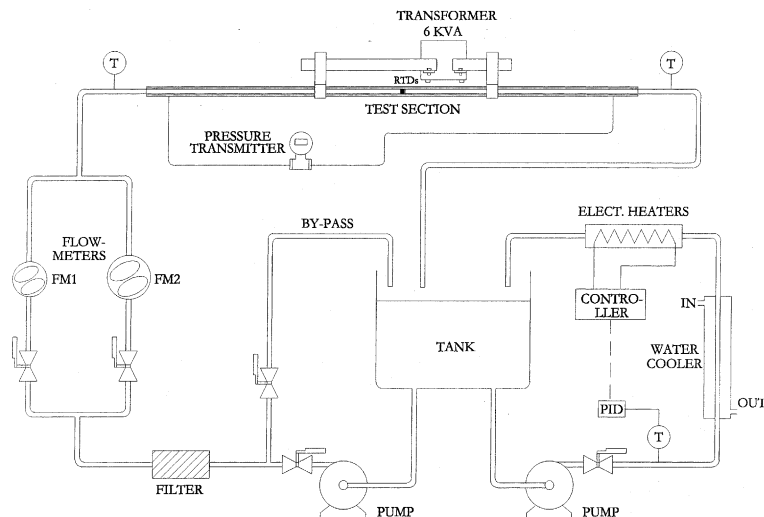 TRANSFORMER
6 KVA
T
T
RTDs
TEST SECTION
PRESSURE
TRANSMITTER
ELECT. HEATERS
BY-PASS
FLOW-
METERS
FM1
FM2
CONTRO-
LLER
IN
WATER
COOLER
TANK
OUT
PID
T
FILTER
PUMP
PUMP